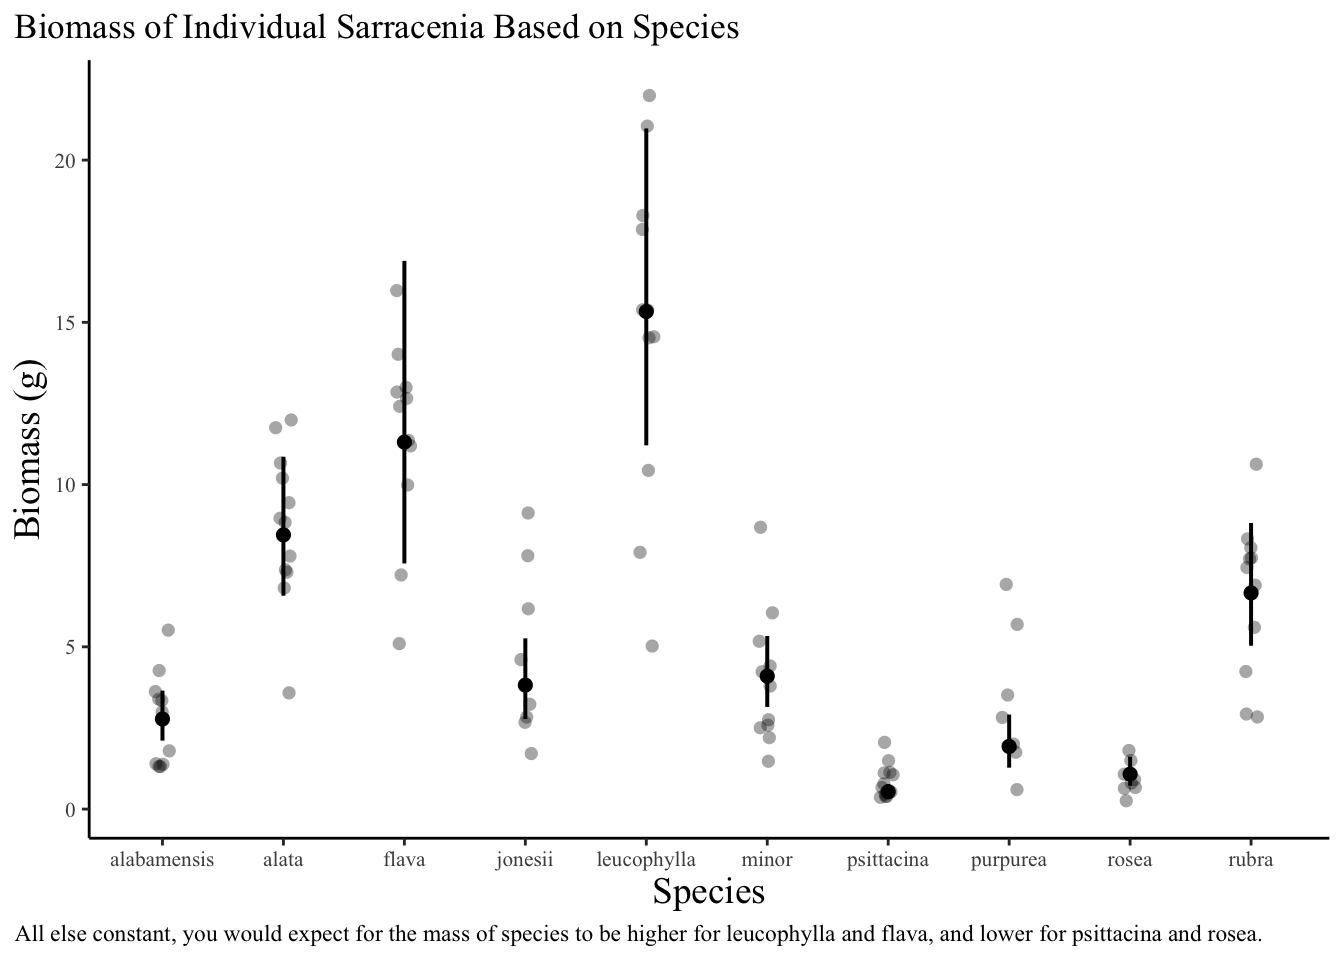 Biomass of Individual Sarracenia Based on Species
Biomass (g)
20
15
10
5
0
alabamensis alata flava jonesii leucophylla minor psittacina purpurea rosea rubra
Species
All else constant, you would expect for the mass of species to be higher for leucophylla and flava, and lower for psittacina and rosea.